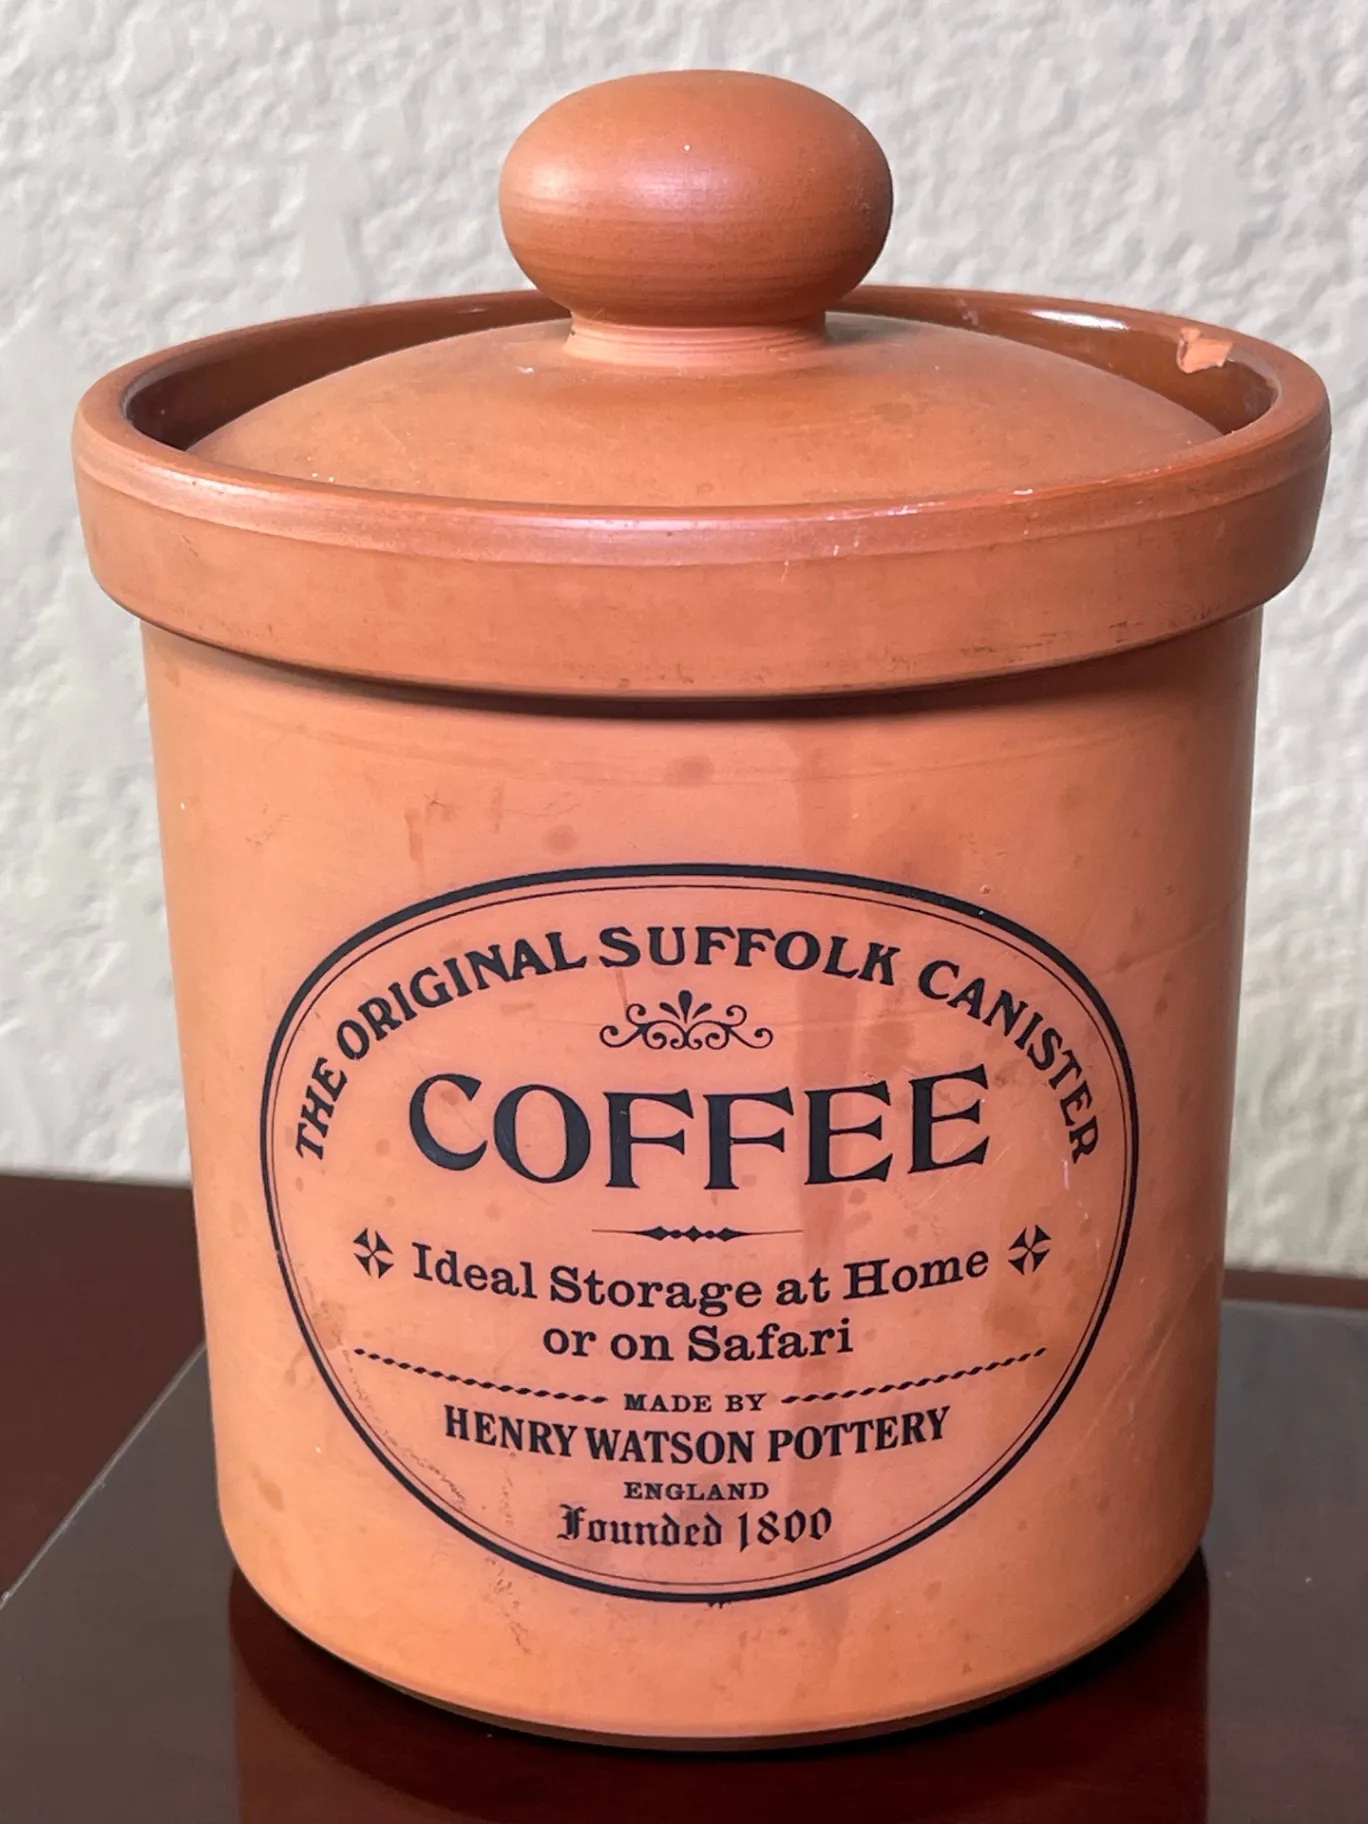 THE ORIGINAL SUFFOLK CANISTER
COFFEE
Ideal Storage at Home
or on Safari
MADE BY
HENRY WATSON POTTERY
ENGLAND
Founded 1800